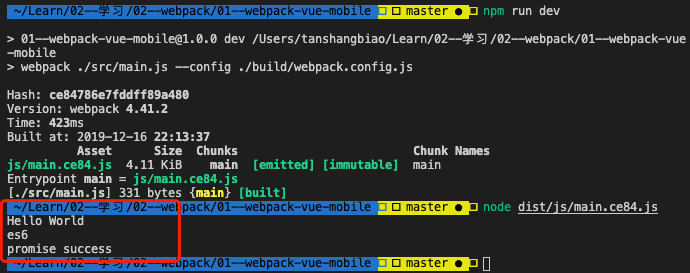 ~/Learn/02--学习/02--webpack/01--webpack-vue-mobile master ● npm run dev
> 01--webpack-vue-mobile@1.0.0 dev /Users/tanshangbiao/Learn/02--学习/02--webpack/01--webpack-vue
-mobile
> webpack ./src/main.js --config ./build/webpack.config.js
Hash: ce84786e7fddff89a480
Version: webpack 4.41.2
Time: 423ms
Built at: 2019-12-16 22:13:37
Asset Size Chunks Chunk Names
js/main.ce84.js 4.11 KiB main [emitted] [immutable] main
Entrypoint main = js/main.ce84.js
[./src/main.js] 331 bytes {main} [built]
~/Learn/02--学习/02--webpack/01--webpack-vue-mobile master ● node dist/js/main.ce84.js
Hello World
es6
promise success
~/Learn/02--学习/02--webpack/01--webpack-vue-mobile master ●